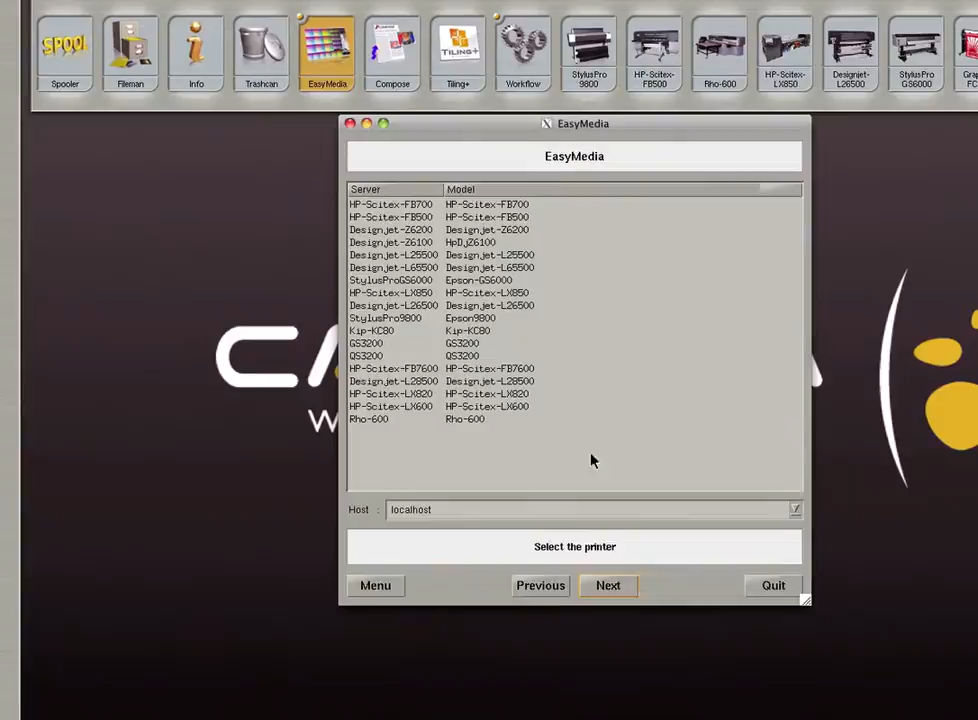 SPOOL
Spooler
Fileman
Info
Trashcan
EasyMedia
Compose
TILING+
Tiling+
Workflow
StylusPro
9800
HP-Scitex-
FB500
Rho-600
HP-Scitex-
LX850
Designjet-
L26500
StylusPro
GS6000
EasyMedia
EasyMedia
Server Model
HP-Scitex-FB700 HP-Scitex-FB700
HP-Scitex-FB500 HP-Scitex-FB500
Designjet-Z6200 Designjet-Z6200
Designjet-Z6100 HpDjZ6100
Designjet-L25500 Designjet-L25500
Designjet-L65500 Designjet-L65500
StylusProGS6000 Epson-GS6000
HP-Scitex-LX850 HP-Scitex-LX850
Designjet-L26500 Designjet-L26500
StylusPro9800 Epson9800
Kip-KC80 Kip-KC80
GS3200 GS3200
QS3200 QS3200
HP-Scitex-FB7600 HP-Scitex-FB7600
Designjet-L28500 Designjet-L28500
HP-Scitex-LX820 HP-Scitex-LX820
HP-Scitex-LX600 HP-Scitex-LX600
Rho-600 Rho-600
Host : localhost
Select the printer
Menu Previous Next Quit